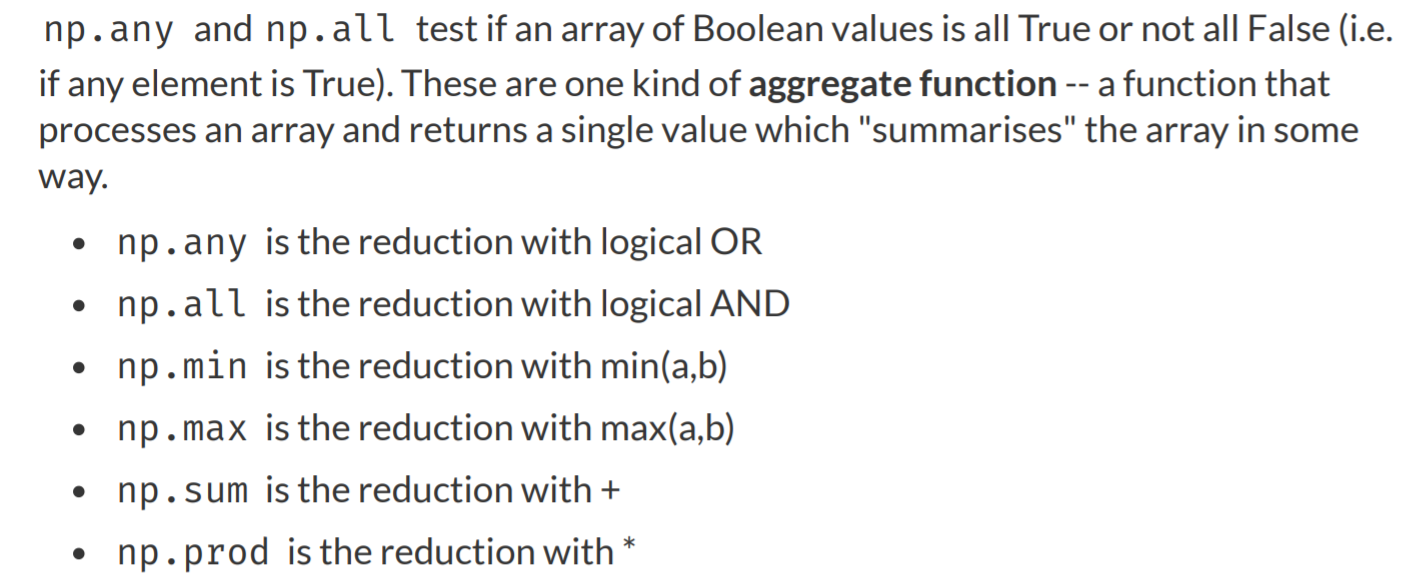 np.any and np.all test if an array of Boolean values is all True or not all False (i.e.
if any element is True). These are one kind of aggregate function -- a function that
processes an array and returns a single value which "summarises" the array in some
way.
• np.any is the reduction with logical OR
• np.all is the reduction with logical AND
• np.min is the reduction with min(a,b)
• np.max is the reduction with max(a,b)
• np.sum is the reduction with +
• np.prod is the reduction with *